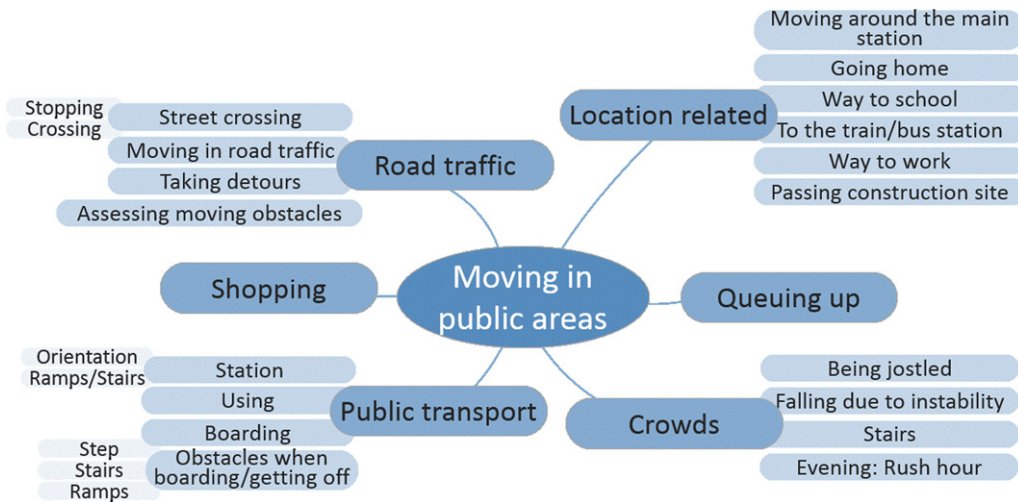 Moving in
public areas
Road traffic
Stopping
Crossing
Street crossing
Moving in road traffic
Taking detours
Assessing moving obstacles
Location related
Moving around the main
station
Going home
Way to school
To the train/bus station
Way to work
Passing construction site
Shopping
Queuing up
Public transport
Orientation
Ramps/Stairs
Station
Using
Boarding
Step
Stairs
Ramps
Obstacles when
boarding/getting off
Crowds
Being jostled
Falling due to instability
Stairs
Evening: Rush hour